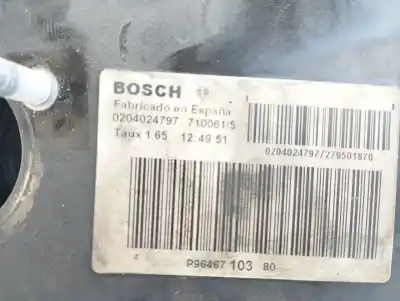 BOSCH
Fabricado en España
0204024797 710061/5
Taux 1.65 12:49 51
0204024797/279501870
P96467 103 80